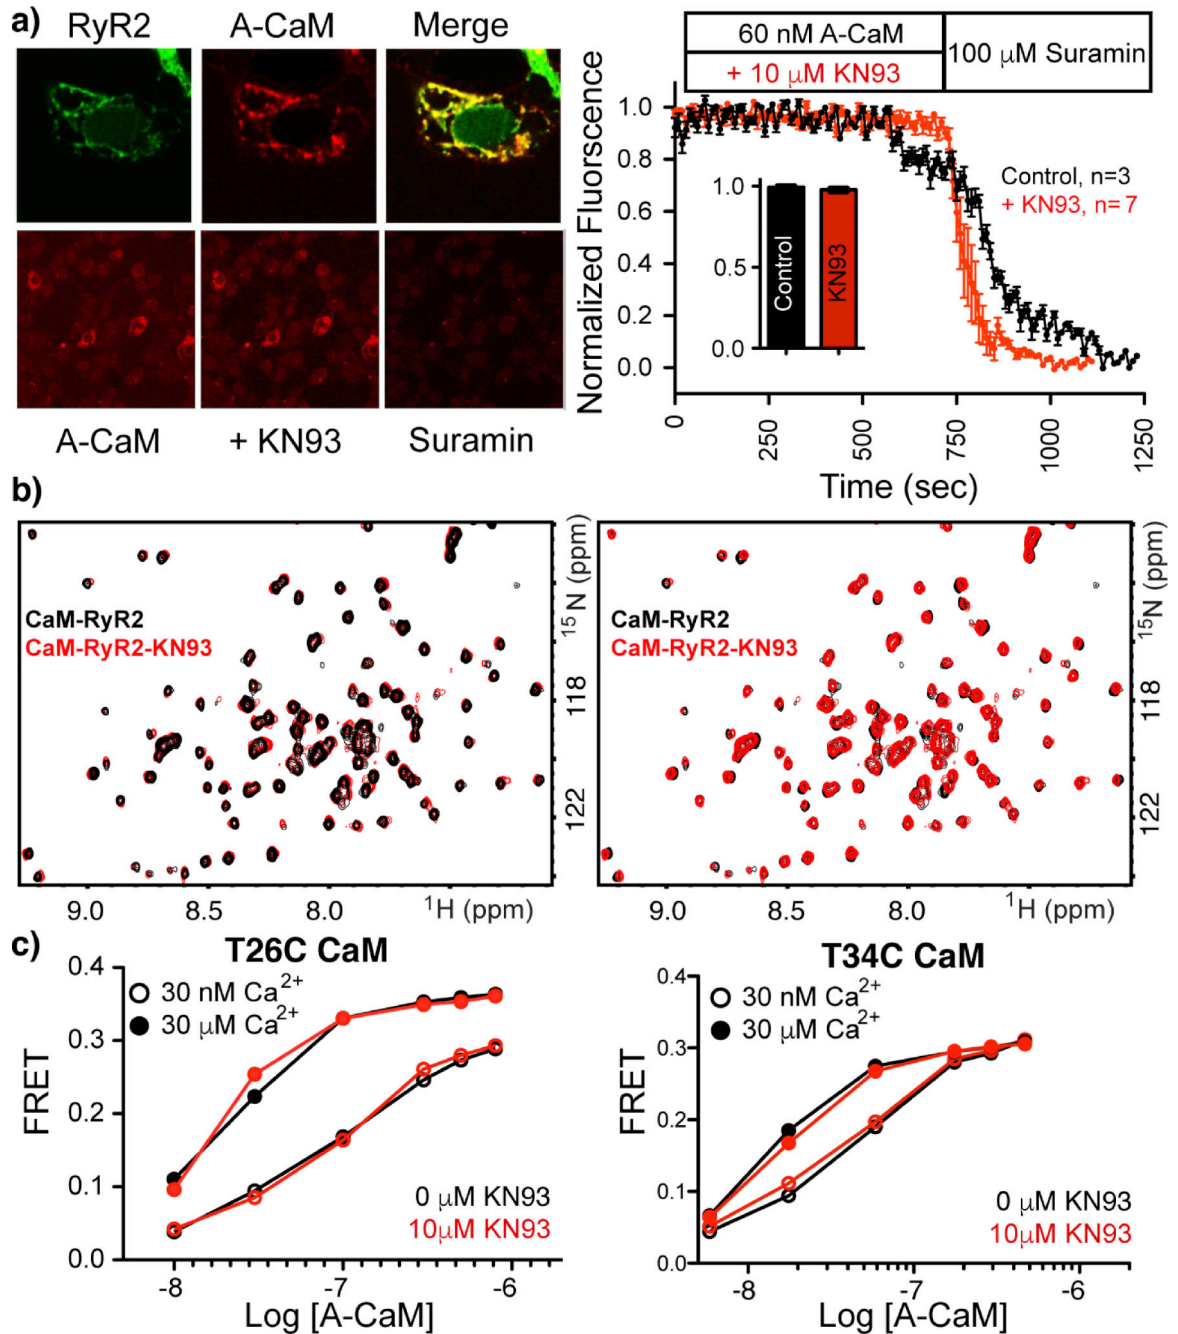 a)
RyR2 A-CaM Merge
A-CaM + KN93 Suramin
60 nM A-CaM
+ 10 μM KN93
100 μM Suramin
Normalized Fluorescence
1.0
0.8
0.6
0.4
0.2
0.0
Control, n=3
+ KN93, n=7
1.0
0.5
0.0
Control
KN93
0 250 500 750 1000 1250
Time (sec)
b)
CaM-RyR2
CaM-RyR2-KN93
¹⁵N (ppm)
118
122
9.0 8.5 8.0 ¹H (ppm)
CaM-RyR2
CaM-RyR2-KN93
¹⁵N (ppm)
118
122
9.0 8.5 8.0 ¹H (ppm)
c)
T26C CaM
30 nM Ca²⁺
30 μM Ca²⁺
FRET
0.4
0.3
0.2
0.1
0.0
0 μM KN93
10μM KN93
-8 -7 -6
Log [A-CaM]
T34C CaM
30 nM Ca²⁺
30 μM Ca²⁺
FRET
0.4
0.3
0.2
0.1
0.0
0 μM KN93
10μM KN93
-8 -7 -6
Log [A-CaM]